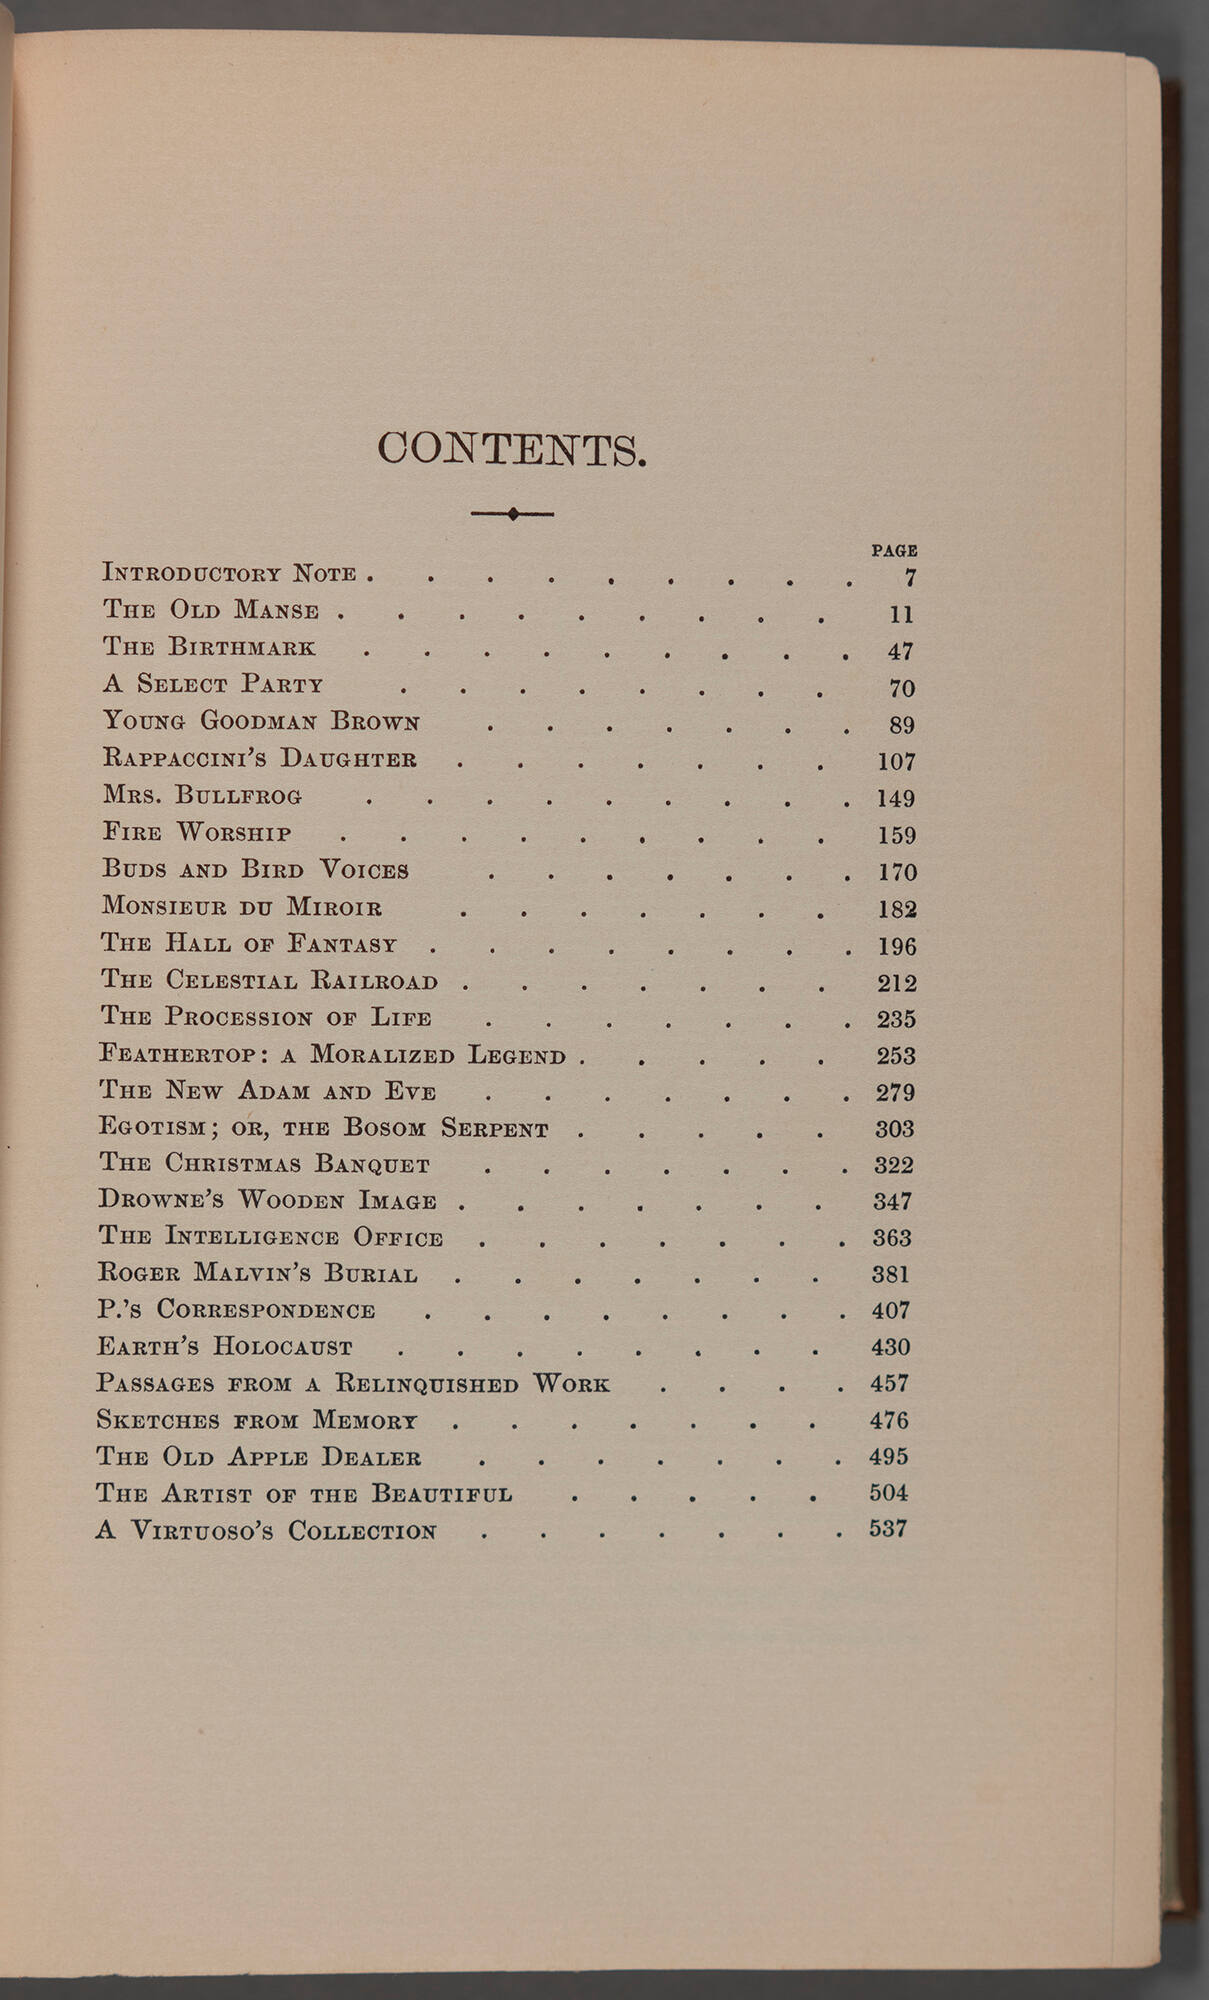 CONTENTS.
PAGE
INTRODUCTORY NOTE . . . . . . . . . 7
THE OLD MANSE . . . . . . . . . 11
THE BIRTHMARK . . . . . . . . . 47
A SELECT PARTY . . . . . . . . 70
YOUNG GOODMAN BROWN . . . . . . . 89
RAPPACCINI'S DAUGHTER . . . . . . . 107
MRS. BULLFROG . . . . . . . . . 149
FIRE WORSHIP . . . . . . . . . 159
BUDS AND BIRD VOICES . . . . . . . 170
MONSIEUR DU MIROIR . . . . . . . 182
THE HALL OF FANTASY . . . . . . . . 196
THE CELESTIAL RAILROAD . . . . . . . 212
THE PROCESSION OF LIFE . . . . . . . 235
FEATHERTOP: A MORALIZED LEGEND . . . . . 253
THE NEW ADAM AND EVE . . . . . . . 279
EGOTISM; OR, THE BOSOM SERPENT . . . . . 303
THE CHRISTMAS BANQUET . . . . . . . 322
DROWNE'S WOODEN IMAGE . . . . . . . 347
THE INTELLIGENCE OFFICE . . . . . . . 363
ROGER MALVIN'S BURIAL . . . . . . . 381
P.'S CORRESPONDENCE . . . . . . . . 407
EARTH'S HOLOCAUST . . . . . . . . 430
PASSAGES FROM A RELINQUISHED WORK . . . . 457
SKETCHES FROM MEMORY . . . . . . . 476
THE OLD APPLE DEALER . . . . . . . 495
THE ARTIST OF THE BEAUTIFUL . . . . . 504
A VIRTUOSO'S COLLECTION . . . . . . . 537